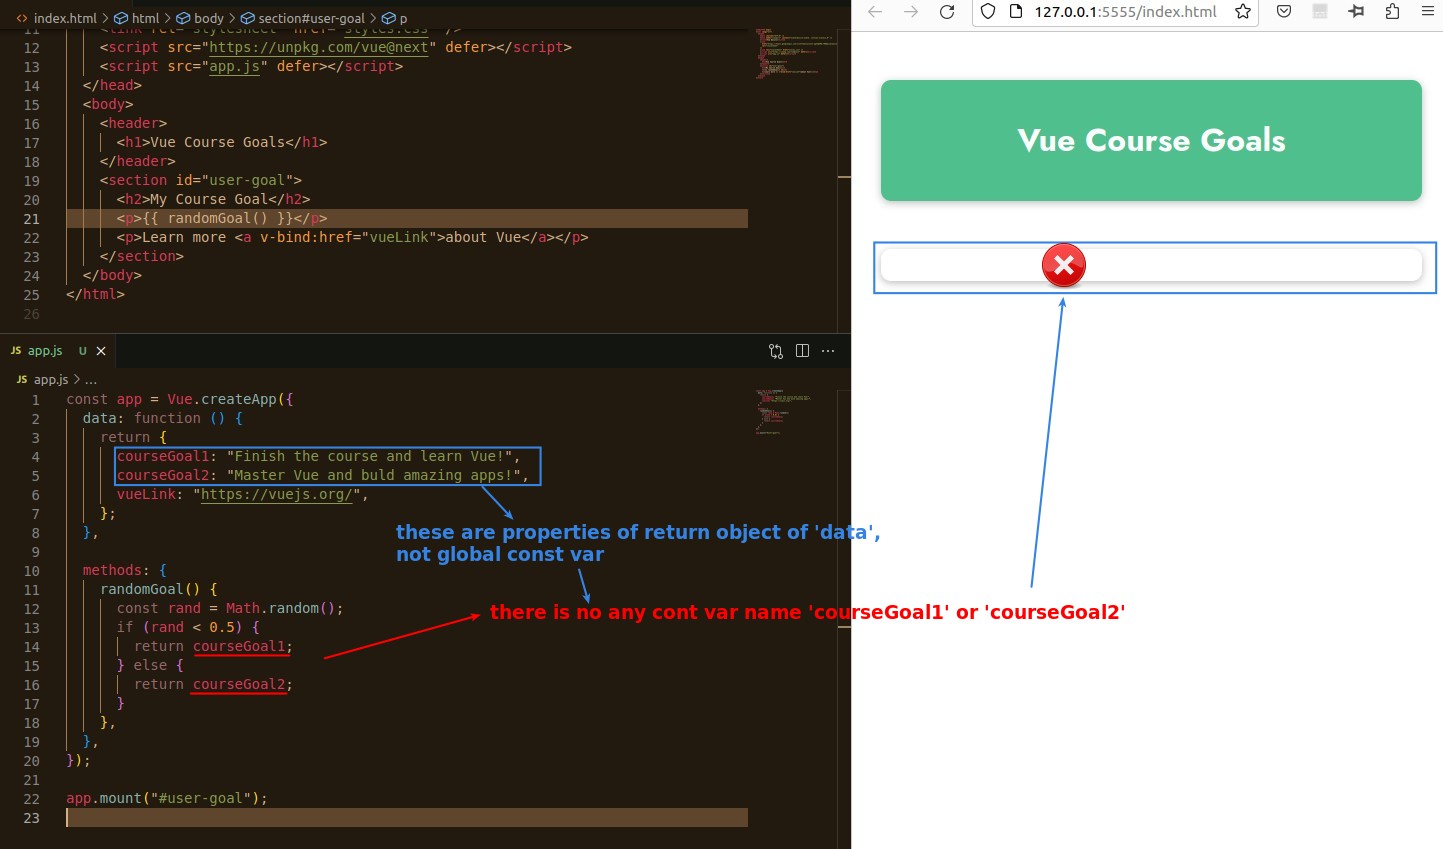 index.html > html > body > section#user-goal > p
11 <link rel="stylesheet" href="styles.css" />
12 <script src="https://unpkg.com/vue@next" defer></script>
13 <script src="app.js" defer></script>
14 </head>
15 <body>
16 <header>
17 <h1>Vue Course Goals</h1>
18 </header>
19 <section id="user-goal">
20 <h2>My Course Goal</h2>
21 <p>{{ randomGoal() }}</p>
22 <p>Learn more <a v-bind:href="vueLink">about Vue</a></p>
23 </section>
24 </body>
25 </html>
26
JS app.js U
JS app.js > ...
1 const app = Vue.createApp({
2 data: function () {
3 return {
4 courseGoal1: "Finish the course and learn Vue!",
5 courseGoal2: "Master Vue and buld amazing apps!",
6 vueLink: "https://vuejs.org/",
7 };
8 },
9
10 methods: {
11 randomGoal() {
12 const rand = Math.random();
13 if (rand < 0.5) {
14 return courseGoal1;
15 } else {
16 return courseGoal2;
17 }
18 },
19 },
20 });
21
22 app.mount("#user-goal");
23
these are properties of return object of 'data',
not global const var
there is no any cont var name 'courseGoal1' or 'courseGoal2'
127.0.0.1:5555/index.html
Vue Course Goals